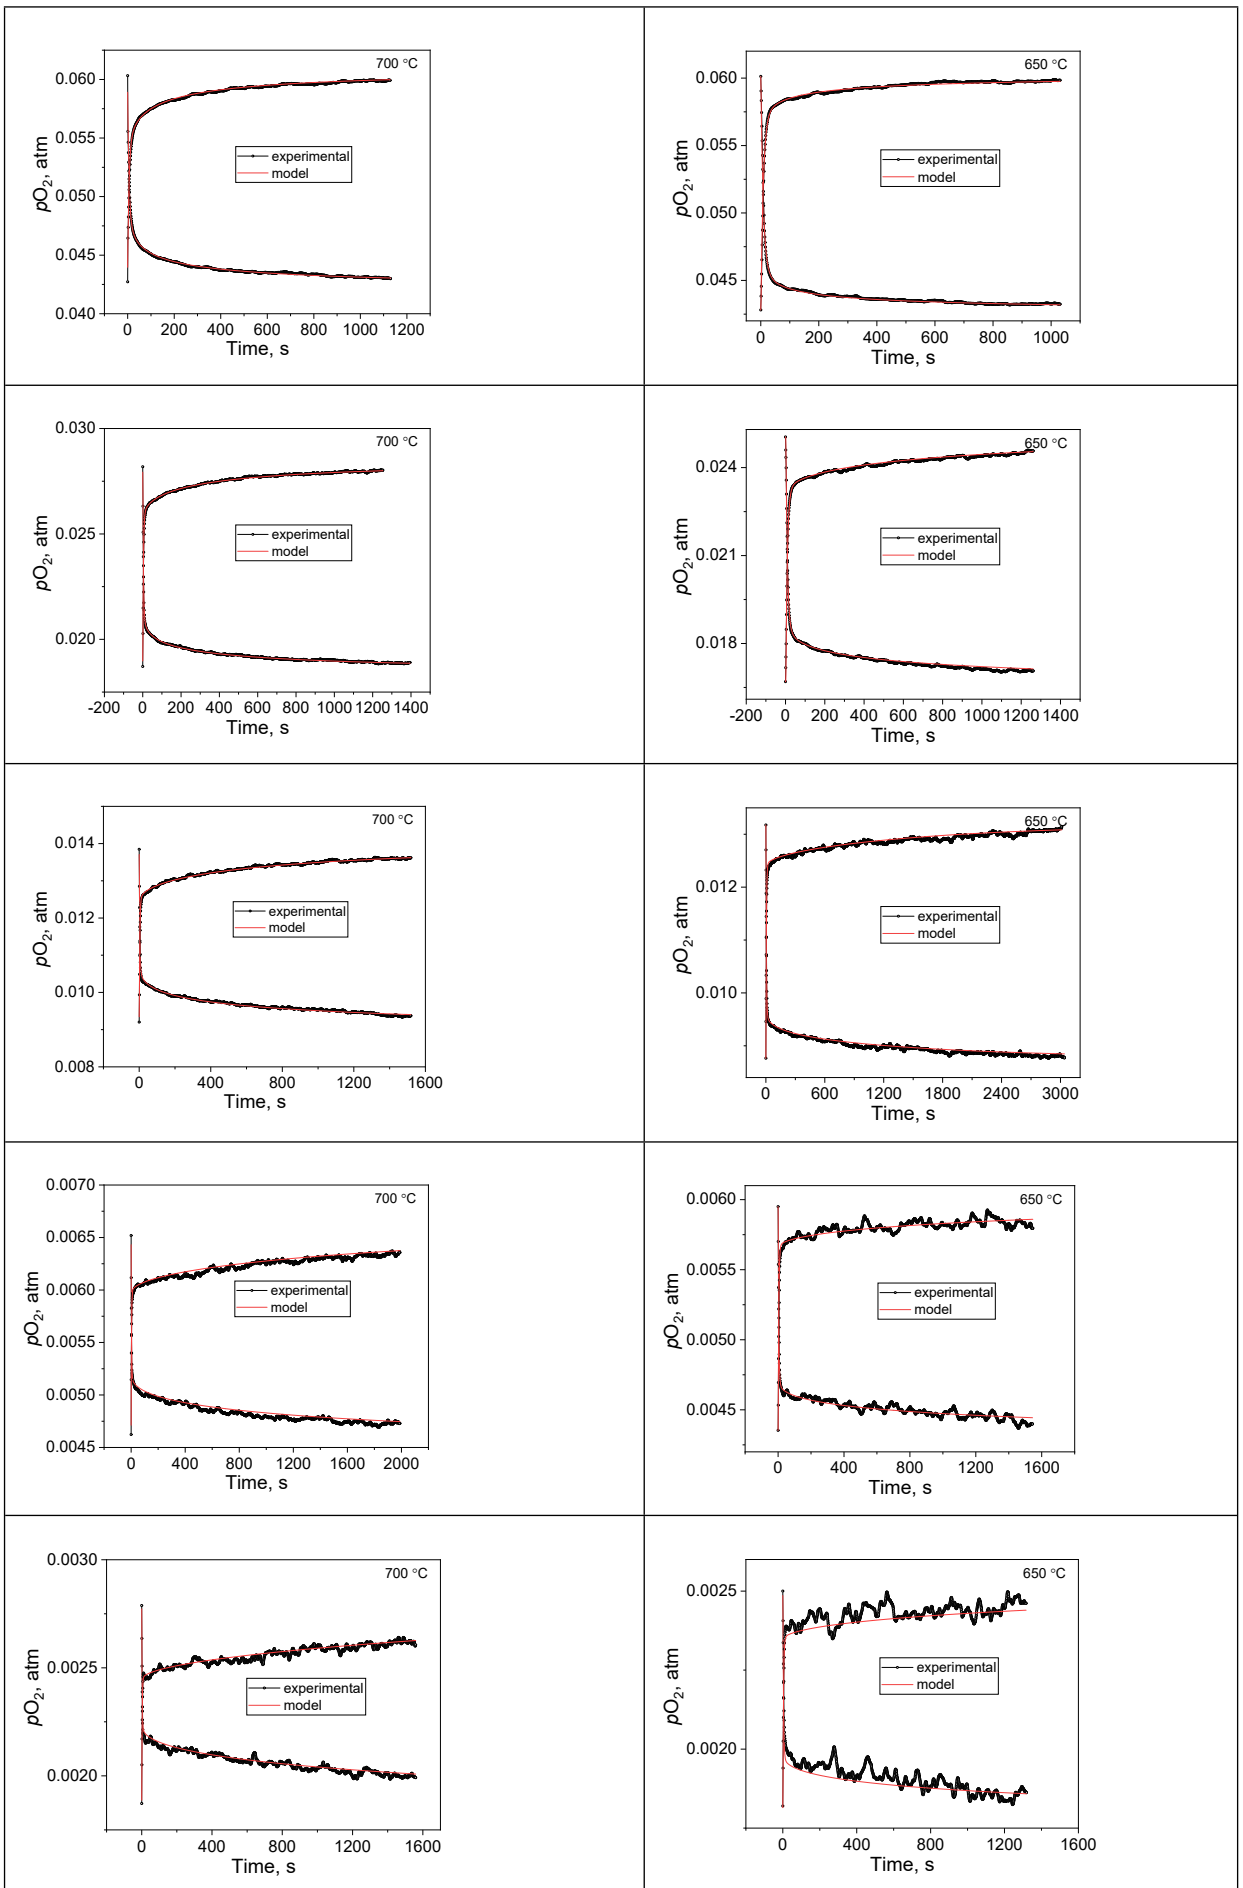 700 °C
0.060
0.055
0.050
0.045
0.040
pO₂, atm
experimental
model
0 200 400 600 800 1000 1200
Time, s
650 °C
0.060
0.055
0.050
0.045
pO₂, atm
experimental
model
0 200 400 600 800 1000
Time, s
700 °C
0.030
0.025
0.020
pO₂, atm
experimental
model
-200 0 200 400 600 800 1000 1200 1400
Time, s
650 °C
0.024
0.021
0.018
pO₂, atm
experimental
model
-200 0 200 400 600 800 1000 1200 1400
Time, s
700 °C
0.014
0.012
0.010
0.008
pO₂, atm
experimental
model
0 400 800 1200 1600
Time, s
650 °C
0.012
0.010
pO₂, atm
experimental
model
0 600 1200 1800 2400 3000
Time, s
700 °C
0.0070
0.0065
0.0060
0.0055
0.0050
0.0045
pO₂, atm
experimental
model
0 400 800 1200 1600 2000
Time, s
650 °C
0.0060
0.0055
0.0050
0.0045
pO₂, atm
experimental
model
0 400 800 1200 1600
Time, s
700 °C
0.0030
0.0025
0.0020
pO₂, atm
experimental
model
0 400 800 1200 1600
Time, s
650 °C
0.0025
0.0020
pO₂, atm
experimental
model
0 400 800 1200 1600
Time, s